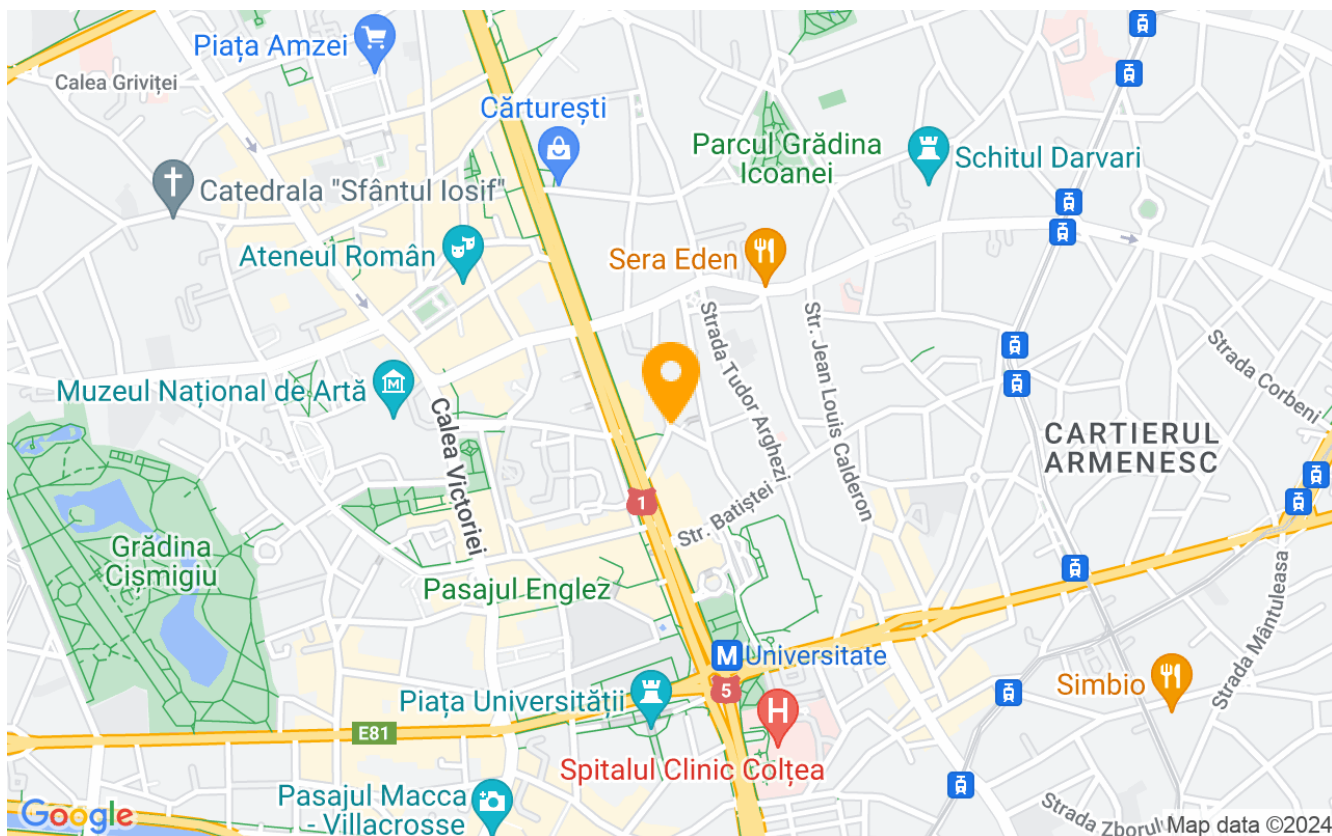 Piața Amzei
Calea Griviței
Cărturești
Parcul Grădina
Icoanei
Schitul Darvari
Catedrala "Sfântul Iosif"
Ateneul Român
Sera Eden
Strada Tudor Arghezi
Str. Jean Louis Calderon
Strada Corbeni
Muzeul Național de Artă
Calea Victoriei
CARTIERUL
ARMENESC
1
Str. Batiștei
Grădina
Cișmigiu
Pasajul Englez
M
Universitate
Strada Mântuleasa
5
Piața Universității
Simbio
H
E81
Spitalul Clinic Colțea
Pasajul Macca
- Villacrosse
Google
Strada
Map data ©2024